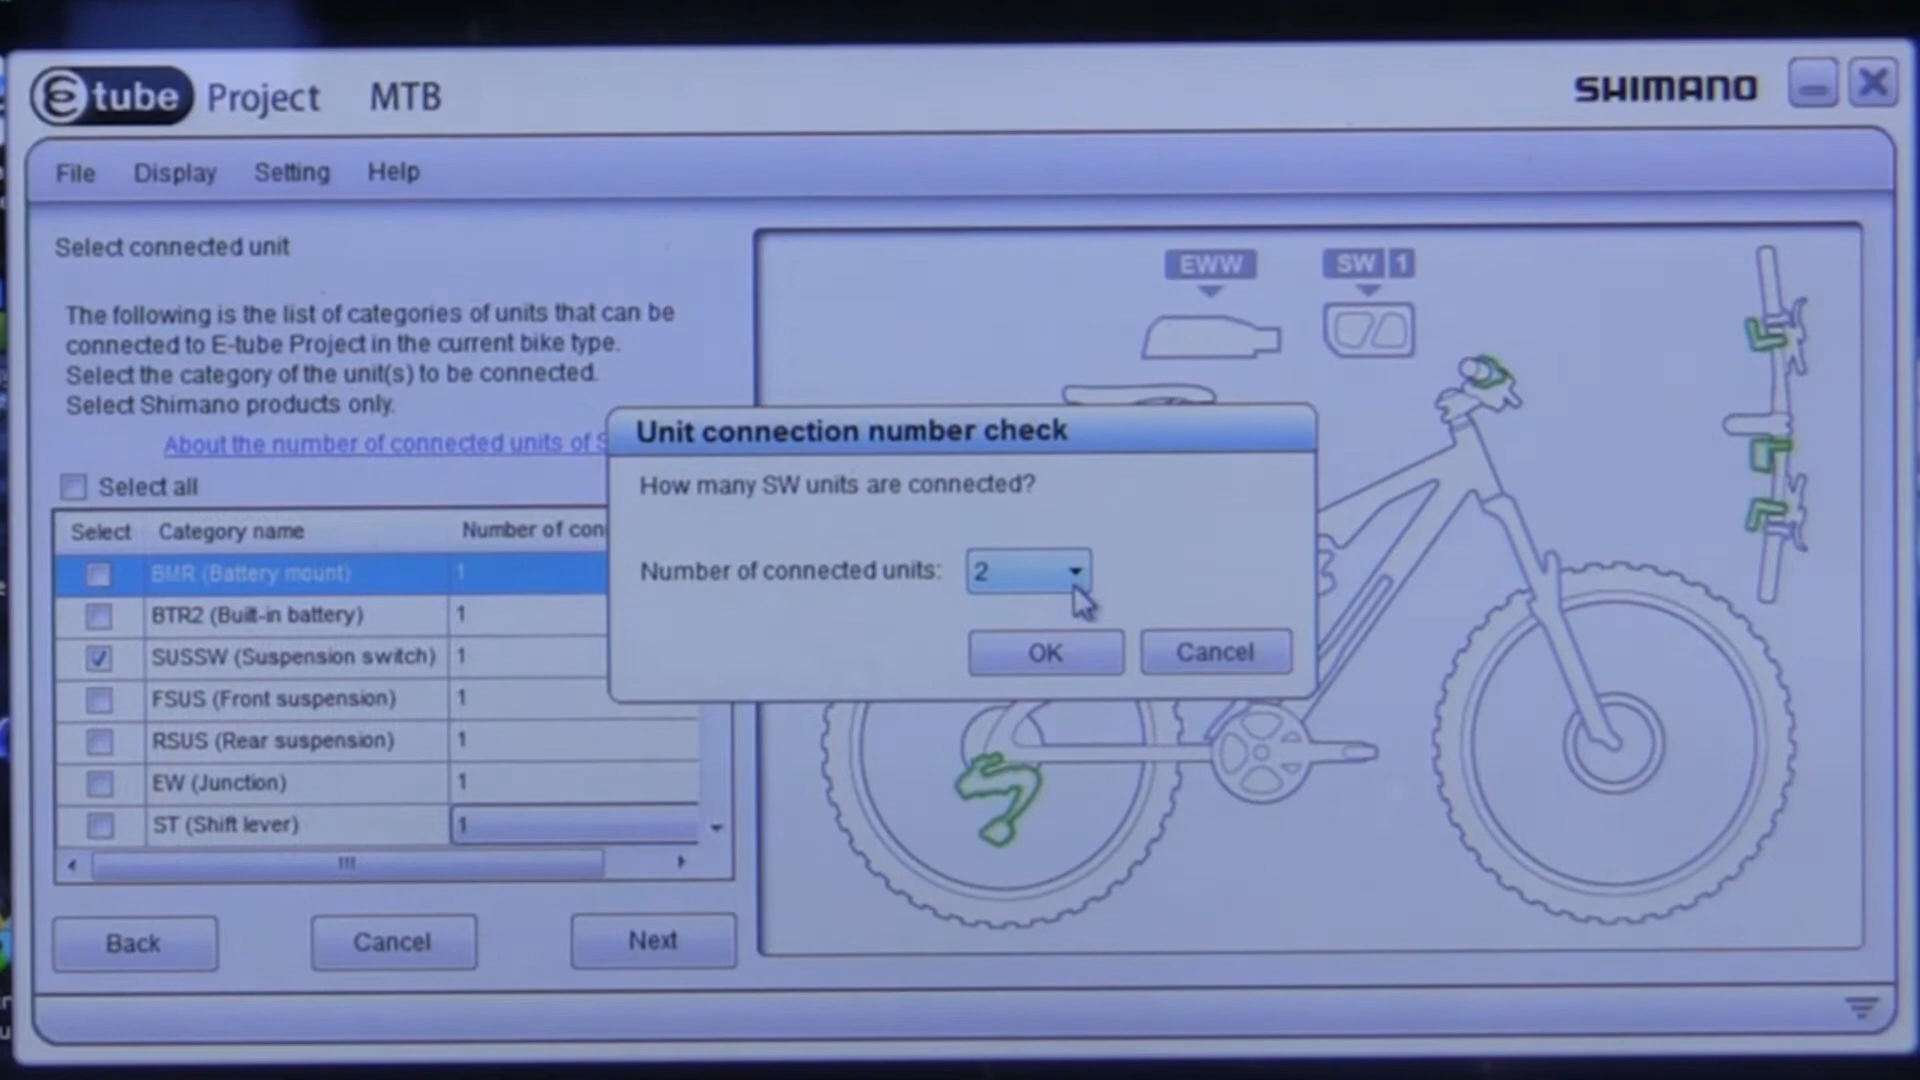 Etube Project MTB
SHIMANO
File Display Setting Help
Select connected unit
The following is the list of categories of units that can be
connected to E-tube Project in the current bike type.
Select the category of the unit(s) to be connected.
Select Shimano products only.
About the number of connected units of S
Select all
Select Category name Number of con
BMR (Battery mount) 1
BTR2 (Built-in battery) 1
SUSSW (Suspension switch) 1
FSUS (Front suspension) 1
RSUS (Rear suspension) 1
EW (Junction) 1
ST (Shift lever) 1
Back Cancel Next
EWW SW 1
Unit connection number check
How many SW units are connected?
Number of connected units: 2
OK Cancel